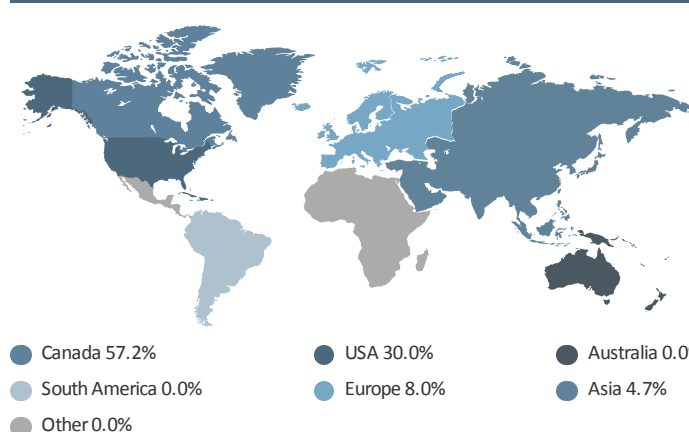 Canada 57.2%
USA 30.0%
Australia 0.0
South America 0.0%
Europe 8.0%
Asia 4.7%
Other 0.0%